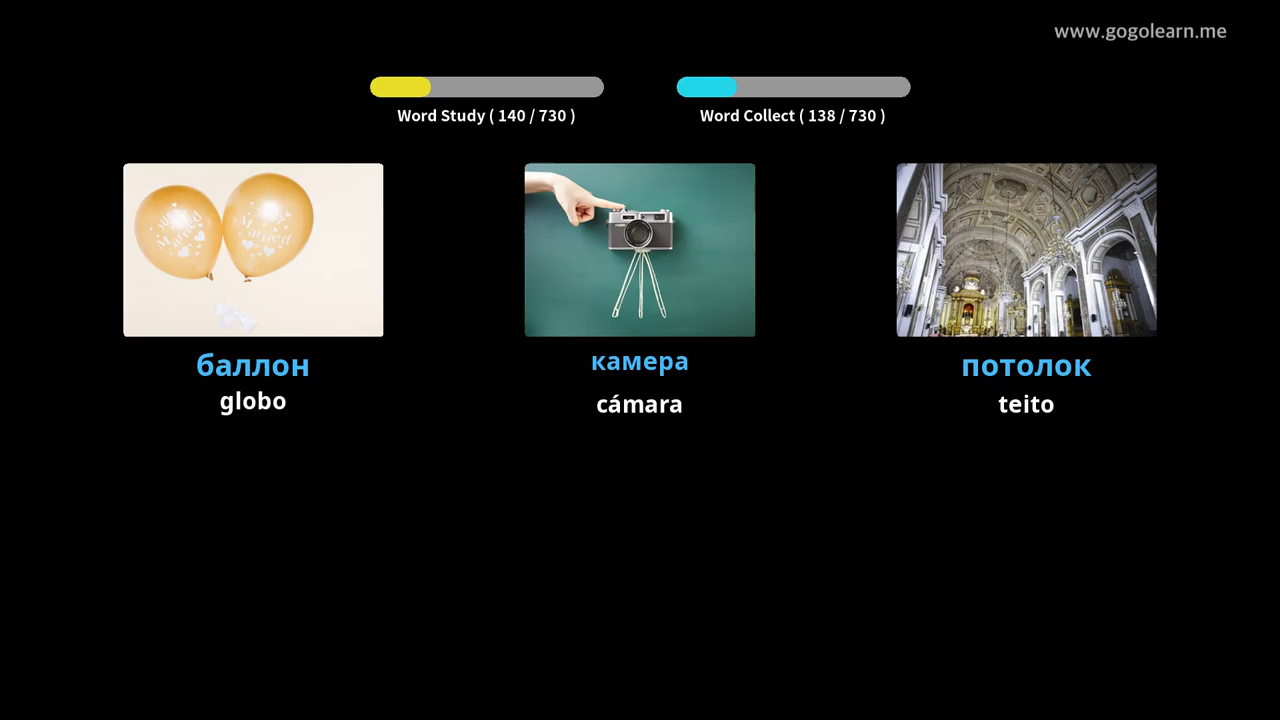 www.gogolearn.me
Word Study ( 140 / 730 )
Word Collect ( 138 / 730 )
баллон
globo
камера
cámara
потолок
teito